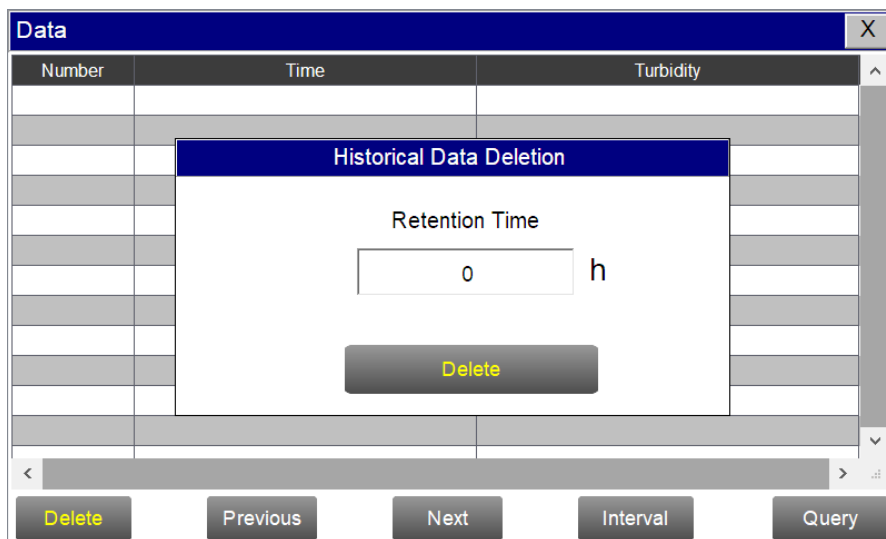 Data X
Number Time Turbidity
Historical Data Deletion
Retention Time
0 h
Delete
Delete Previous Next Interval Query